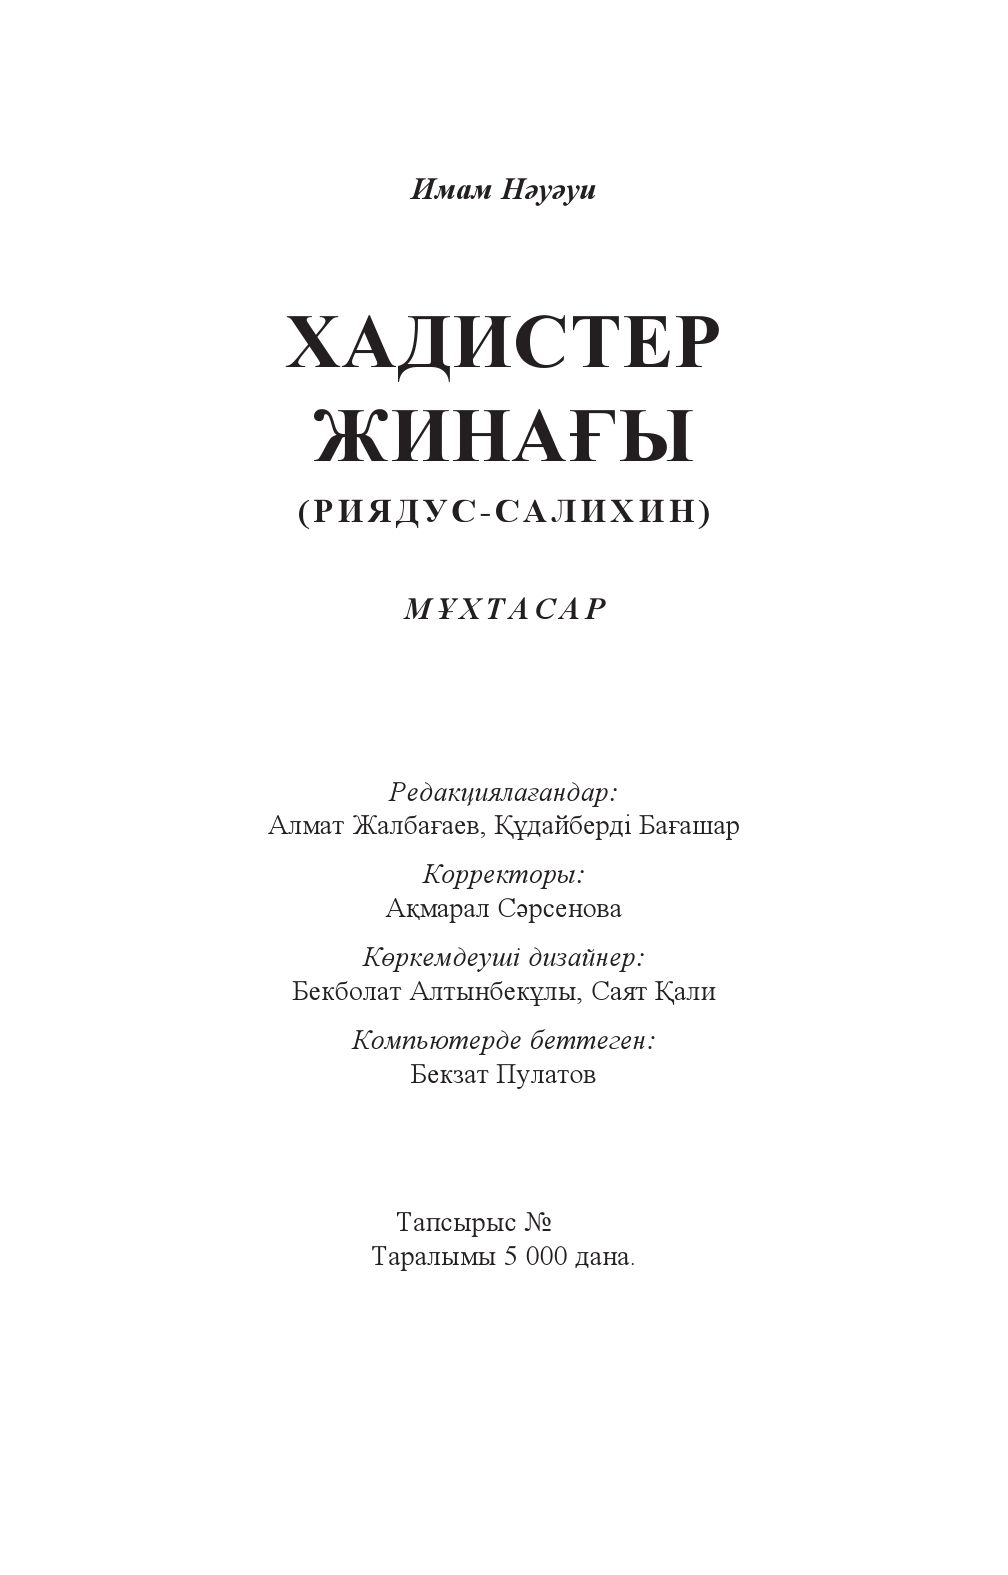 Имам Нәуәуи
ХАДИСТЕР
ЖИНАҒЫ
(РИЯДУС-САЛИХИН)
МҰХТАСАР
Редакциялағандар:
Алмат Жалбағаев, Құдайберді Бағашар
Корректоры:
Ақмарал Сәрсенова
Көркемдеуші дизайнер:
Бекболат Алтынбекұлы, Саят Қали
Компьютерде беттеген:
Бекзат Пулатов
Тапсырыс №
Таралымы 5 000 дана.